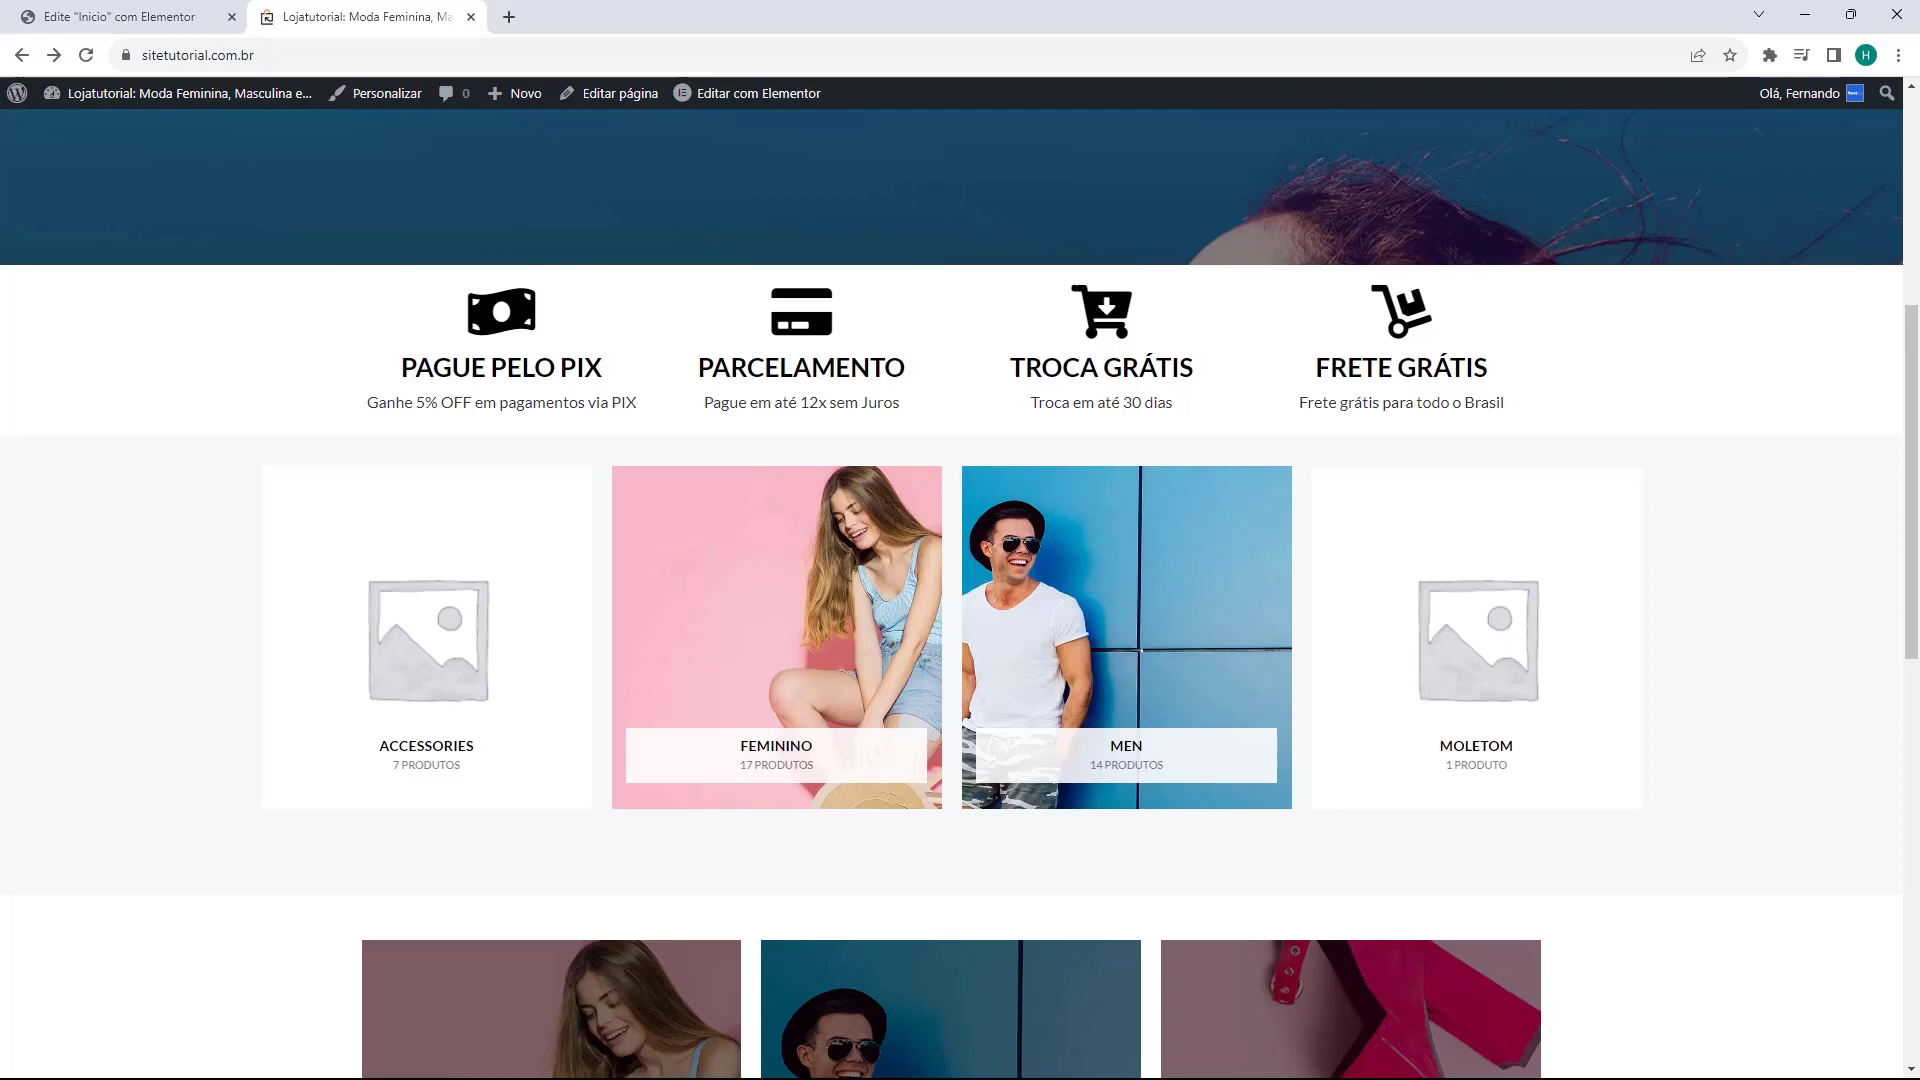 Edite "Inicio" com Elementor
Lojatutorial: Moda Feminina, Ma
sitetutorial.com.br
H
Lojatutorial: Moda Feminina, Masculina e...
Personalizar
0
Novo
Editar página
Editar com Elementor
Olá, Fernando
PAGUE PELO PIX
PARCELAMENTO
TROCA GRÁTIS
FRETE GRÁTIS
Ganhe 5% OFF em pagamentos via PIX
Pague em até 12x sem Juros
Troca em até 30 dias
Frete grátis para todo o Brasil
ACCESSORIES
7 PRODUTOS
FEMININO
17 PRODUTOS
MEN
14 PRODUTOS
MOLETOM
1 PRODUTO